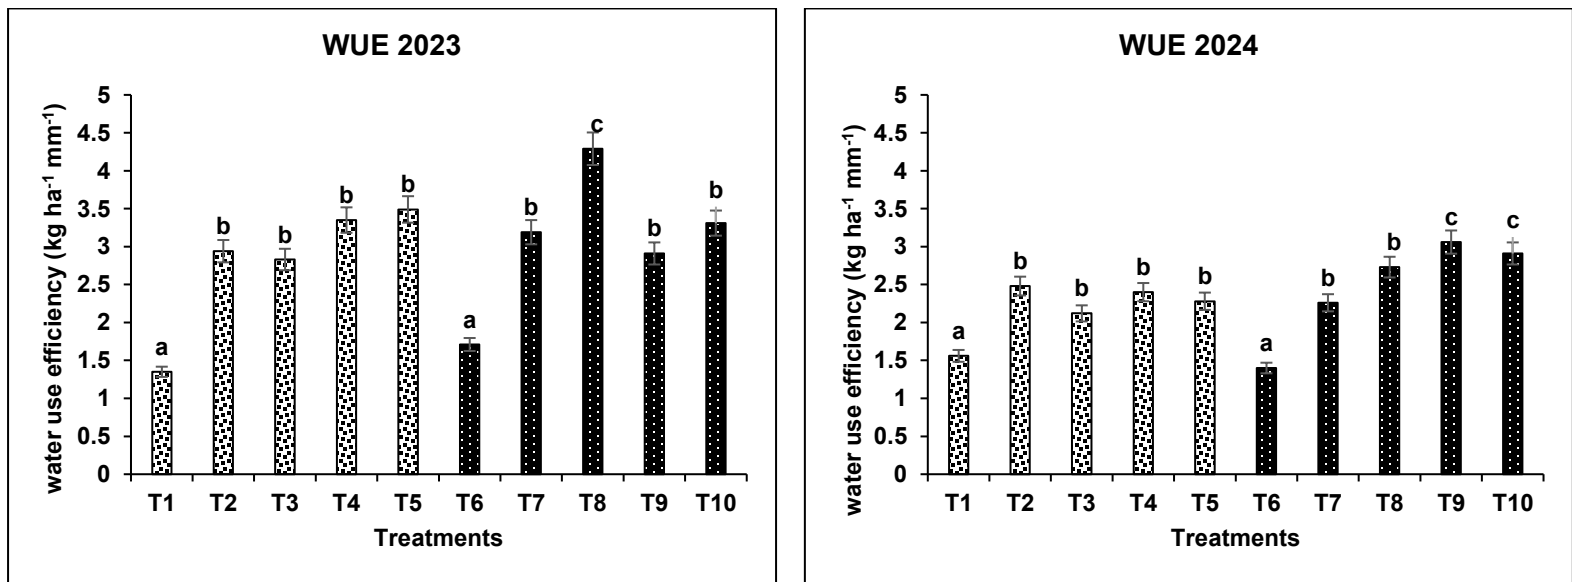 WUE 2023
water use efficiency (kg ha⁻¹ mm⁻¹)
5
4.5
4
3.5
3
2.5
2
1.5
1
0.5
0
a
b
b
b
b
a
b
c
b
b
T1 T2 T3 T4 T5 T6 T7 T8 T9 T10
Treatments
WUE 2024
water use efficiency (kg ha⁻¹ mm⁻¹)
5
4.5
4
3.5
3
2.5
2
1.5
1
0.5
0
a
b
b
b
b
a
b
b
c
c
T1 T2 T3 T4 T5 T6 T7 T8 T9 T10
Treatments